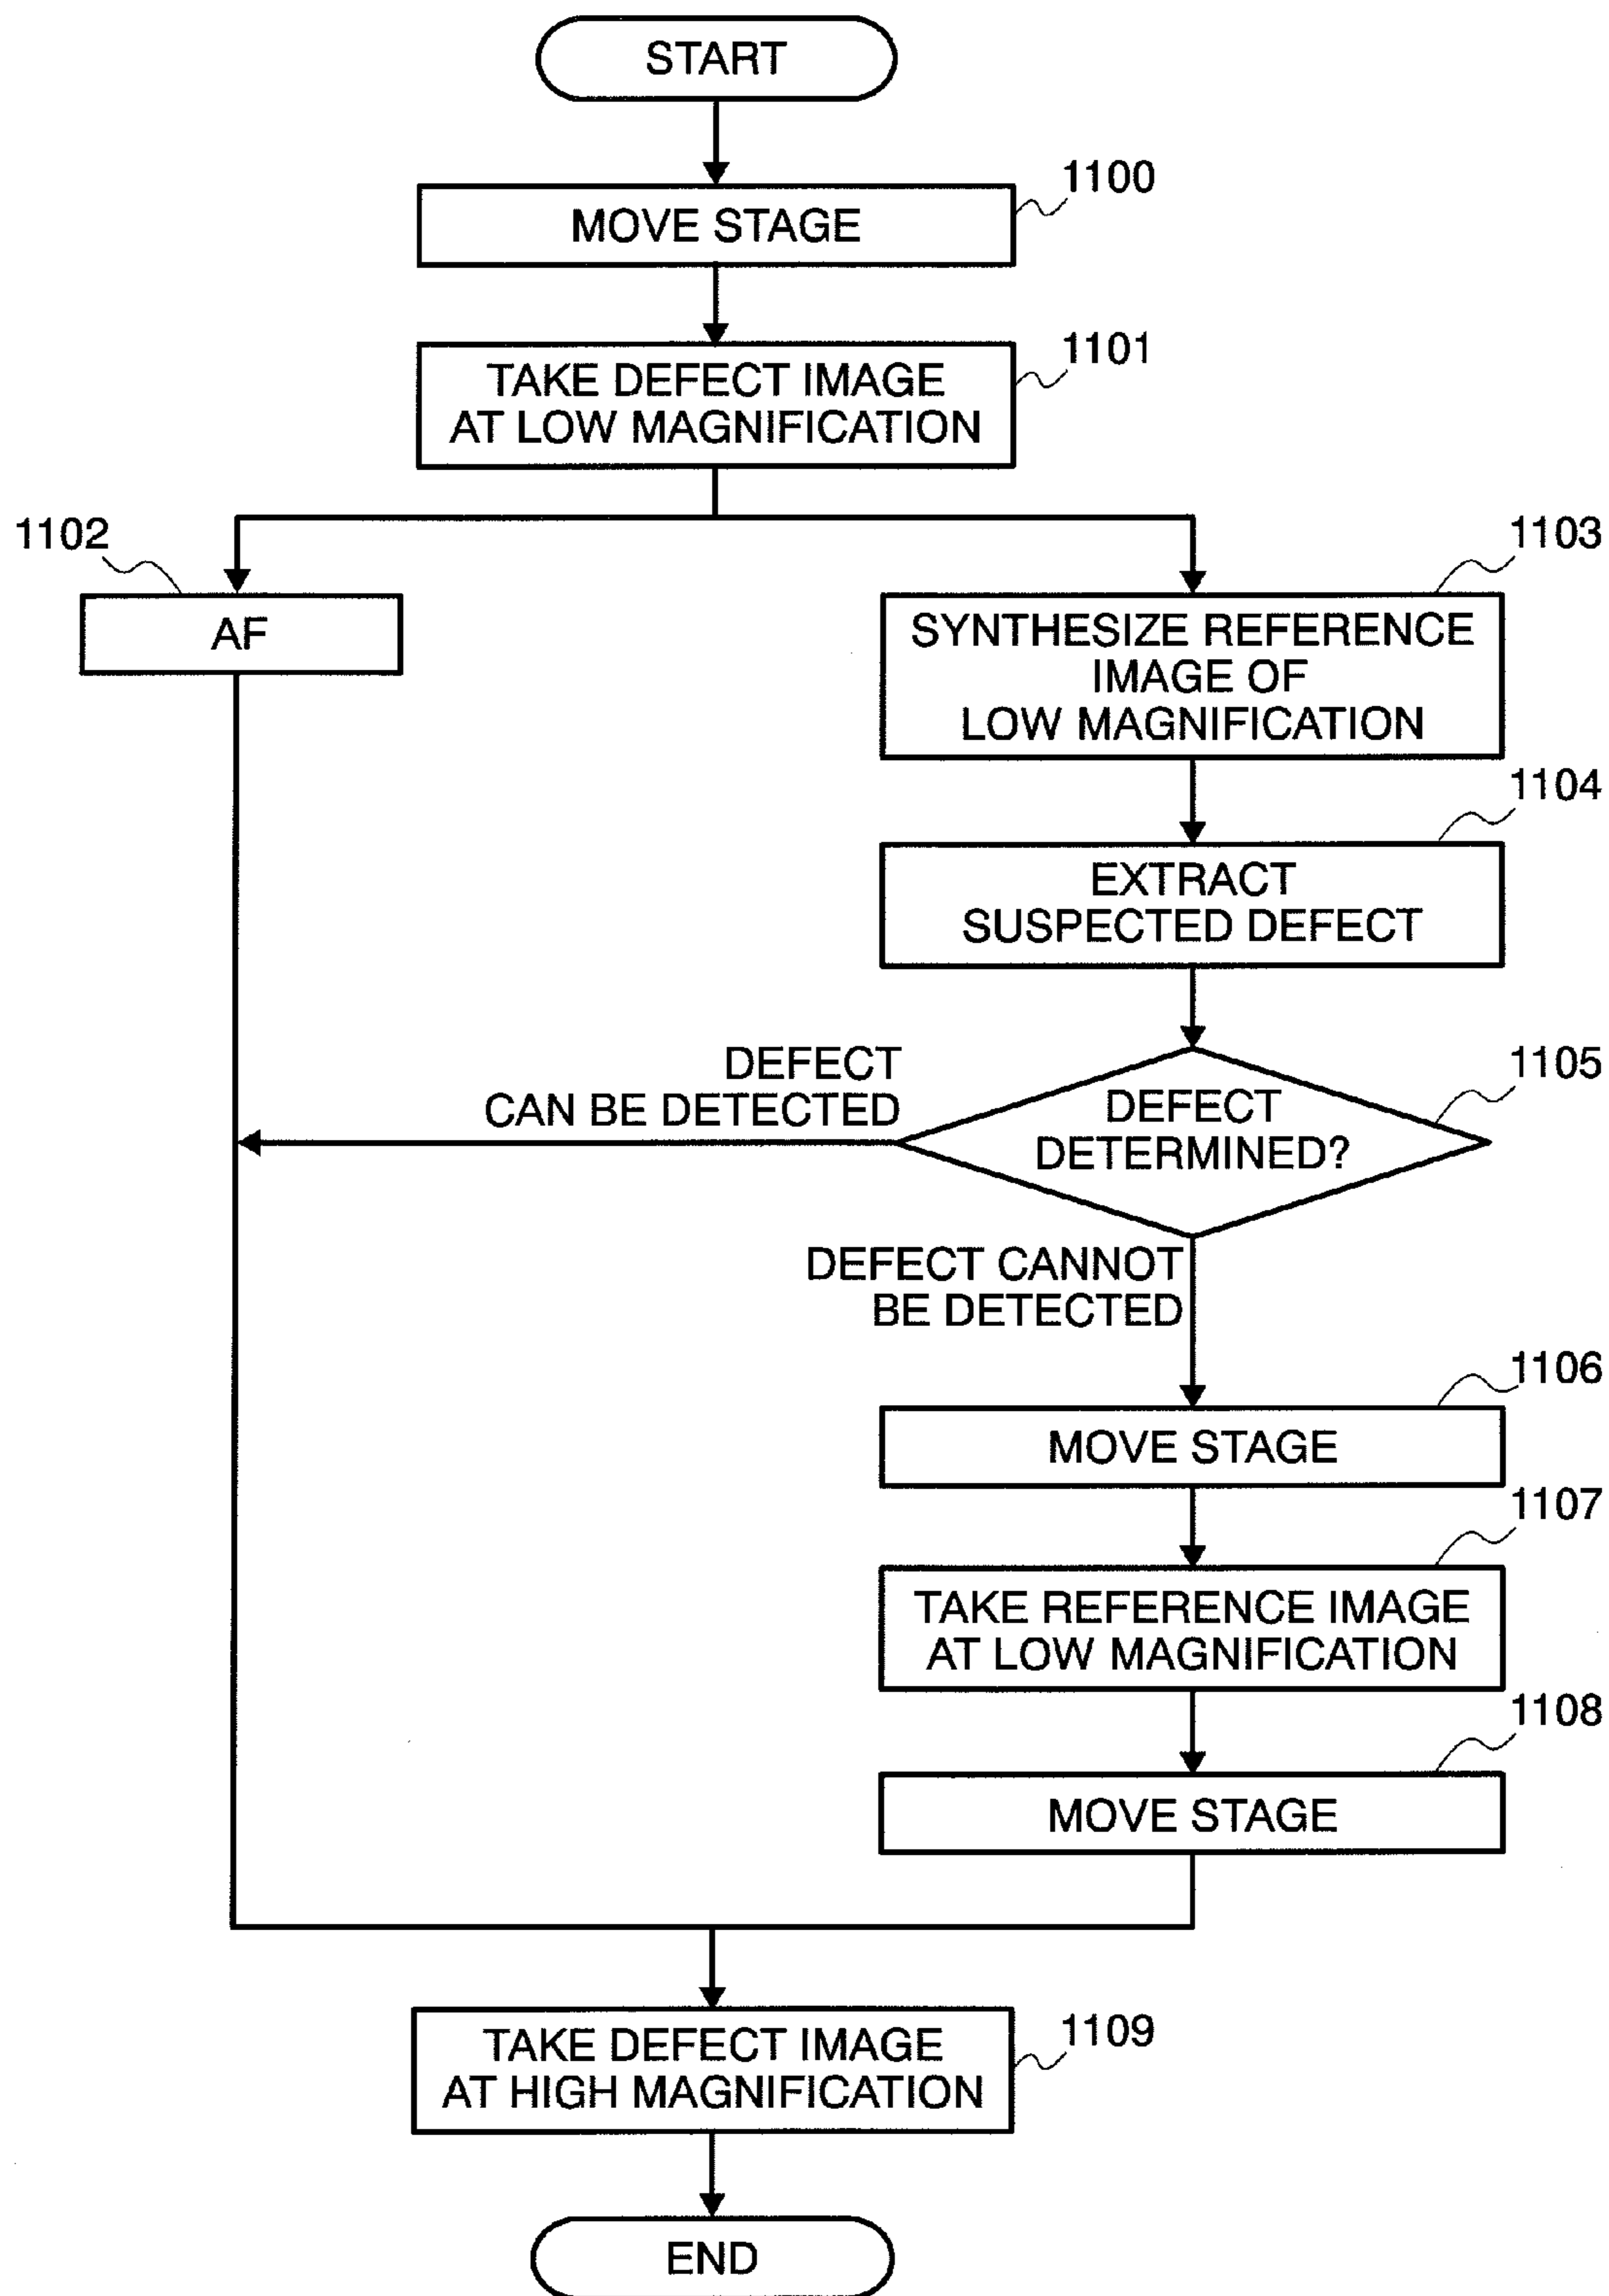 START
1100
MOVE STAGE
1101
TAKE DEFECT IMAGE
AT LOW MAGNIFICATION
1102
AF
1103
SYNTHESIZE REFERENCE
IMAGE OF
LOW MAGNIFICATION
1104
EXTRACT
SUSPECTED DEFECT
1105
DEFECT
DETERMINED?
DEFECT
CAN BE DETECTED
DEFECT CANNOT
BE DETECTED
1106
MOVE STAGE
1107
TAKE REFERENCE IMAGE
AT LOW MAGNIFICATION
1108
MOVE STAGE
1109
TAKE DEFECT IMAGE
AT HIGH MAGNIFICATION
END